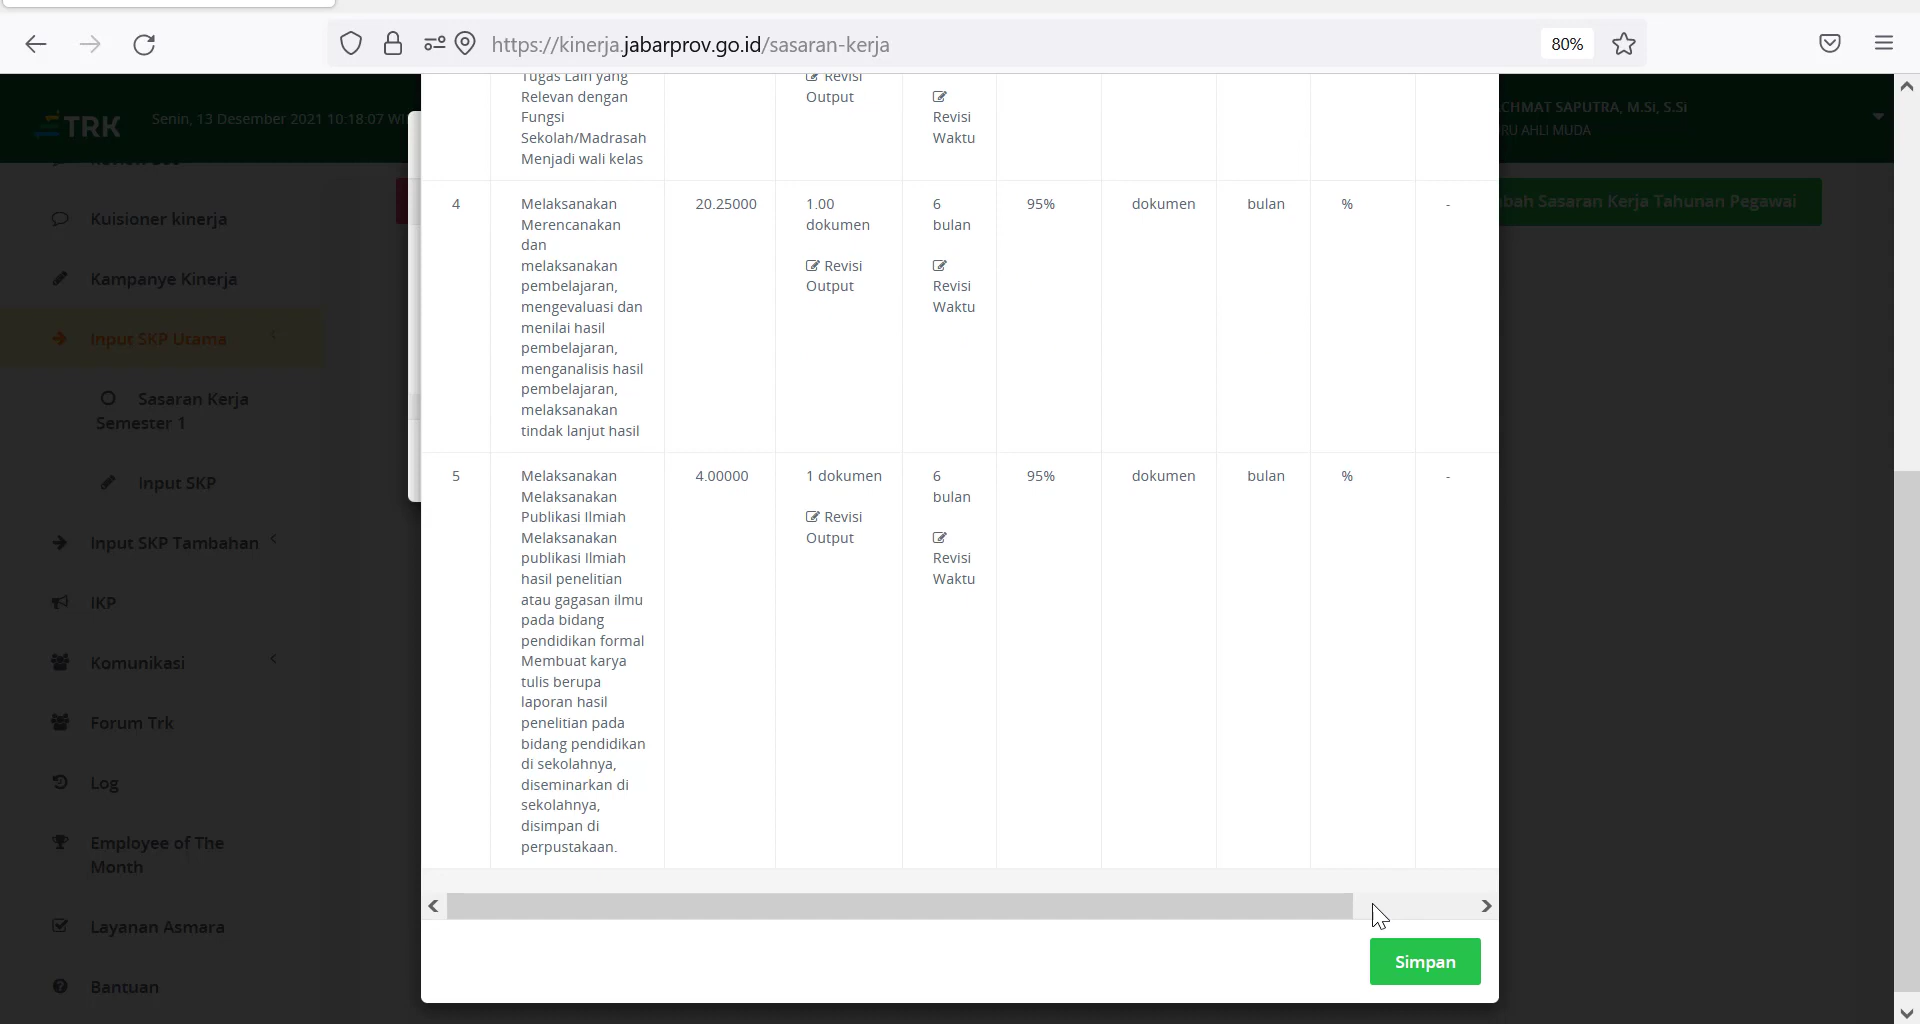 https://kinerja.jabarprov.go.id/sasaran-kerja
80%
TRK
Senin, 13 Desember 2021 10:18:07 WI
CHMAT SAPUTRA, M.Si, S.Si
RU AHLI MUDA
Kuisioner kinerja
Kampanye Kinerja
Input SKP Utama
Sasaran Kerja
Semester 1
Input SKP
Input SKP Tambahan
IKP
Komunikasi
Forum Trk
Log
Employee of The
Month
Layanan Asmara
Bantuan
mbah Sasaran Kerja Tahunan Pegawai
Tugas Lain yang
Relevan dengan
Fungsi
Sekolah/Madrasah
Menjadi wali kelas
Revisi
Output
Revisi
Waktu
4
Melaksanakan
Merencanakan
dan
melaksanakan
pembelajaran,
mengevaluasi dan
menilai hasil
pembelajaran,
menganalisis hasil
pembelajaran,
melaksanakan
tindak lanjut hasil
20.25000
1.00
dokumen
Revisi
Output
6
bulan
Revisi
Waktu
95%
dokumen
bulan
%
-
5
Melaksanakan
Melaksanakan
Publikasi Ilmiah
Melaksanakan
publikasi Ilmiah
hasil penelitian
atau gagasan ilmu
pada bidang
pendidikan formal
Membuat karya
tulis berupa
laporan hasil
penelitian pada
bidang pendidikan
di sekolahnya,
diseminarkan di
sekolahnya,
disimpan di
perpustakaan.
4.00000
1 dokumen
Revisi
Output
6
bulan
Revisi
Waktu
95%
dokumen
bulan
%
-
Simpan